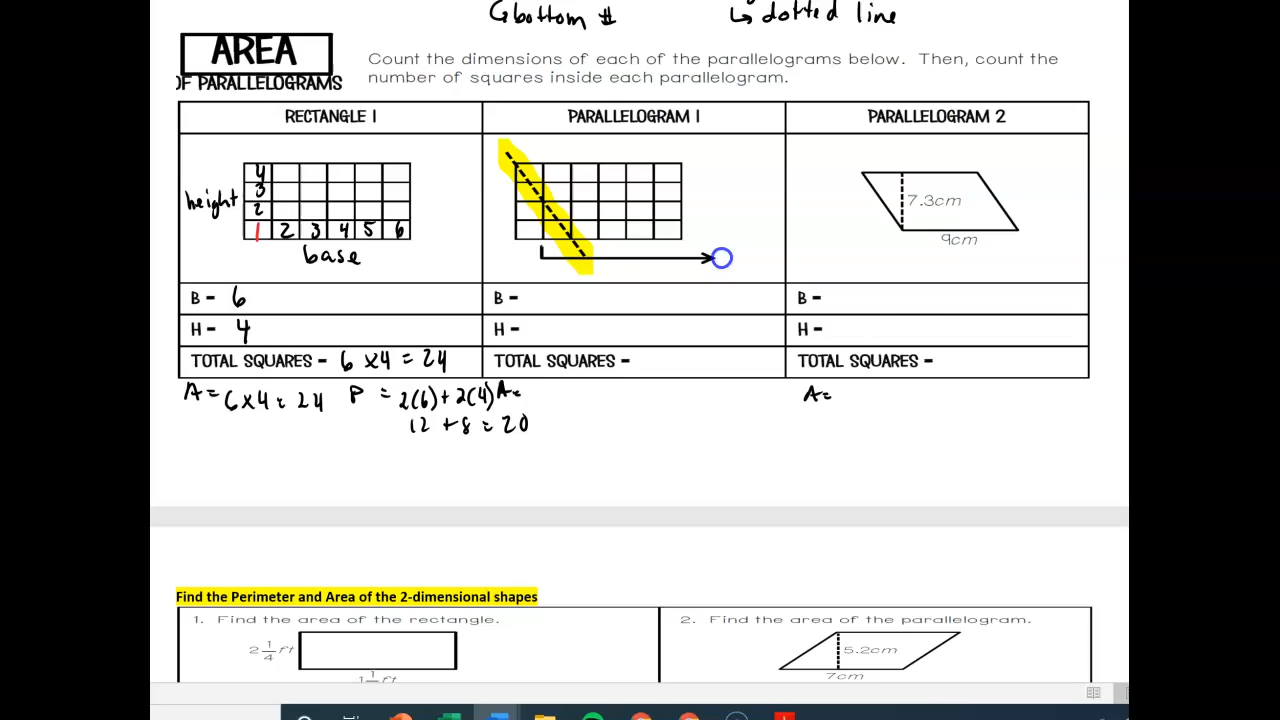 ↳bottom #
↳ dotted line
AREA
OF PARALLELOGRAMS
Count the dimensions of each of the parallelograms below. Then, count the
number of squares inside each parallelogram.
RECTANGLE 1
PARALLELOGRAM 1
PARALLELOGRAM 2
height
4
3
2
1 2 3 4 5 6
base
7.3cm
9cm
B = 6
B =
B =
H = 4
H =
H =
TOTAL SQUARES = 6 x4 = 24
TOTAL SQUARES =
TOTAL SQUARES =
A = 6x4 = 24
P = 2(6) + 2(4)
12 + 8 = 20
A=
A=
Find the Perimeter and Area of the 2-dimensional shapes
1. Find the area of the rectangle.
2 1/4 ft
2. Find the area of the parallelogram.
5.2cm
7cm